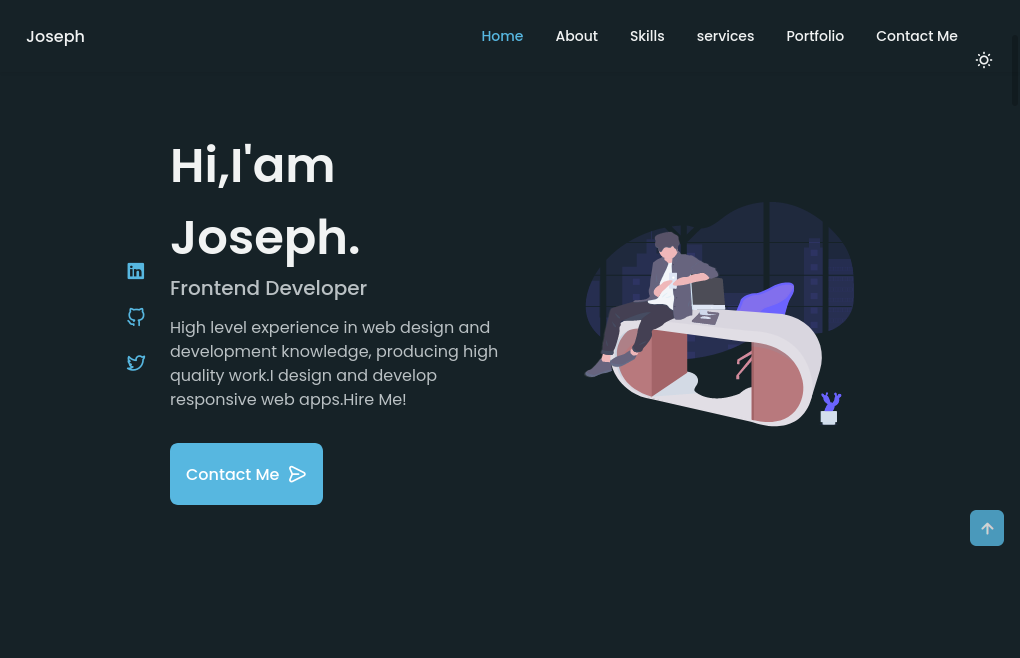 Joseph
Home About Skills services Portfolio Contact Me
Hi,I'am
Joseph.
Frontend Developer
High level experience in web design and
development knowledge, producing high
quality work.I design and develop
responsive web apps.Hire Me!
Contact Me